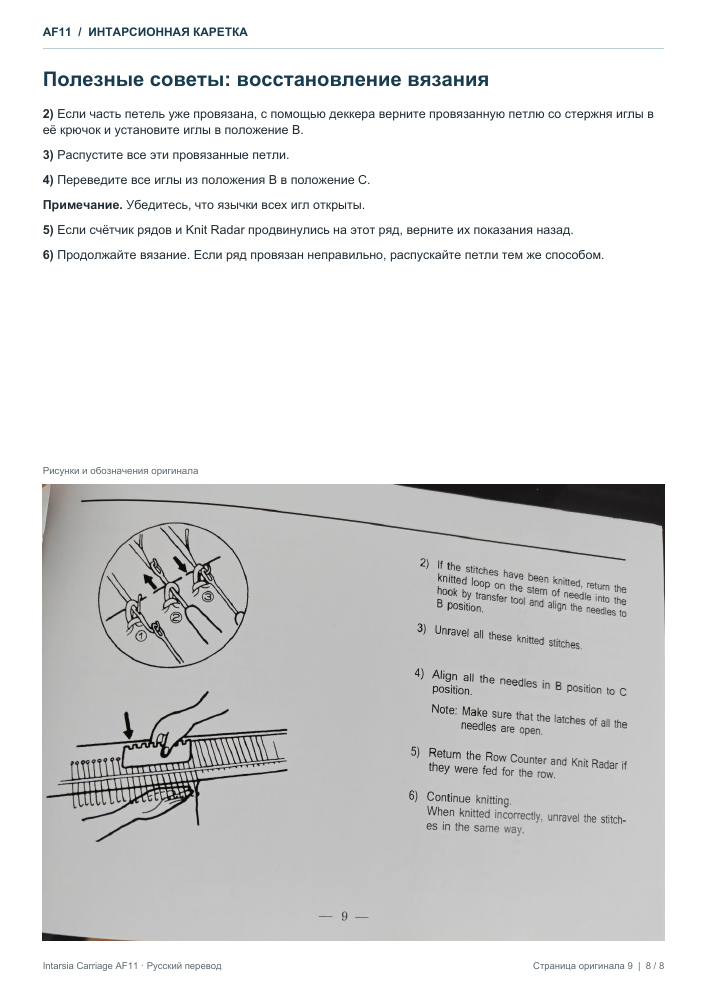 AF11 / ИНТАРСИОННАЯ КАРЕТКА
Полезные советы: восстановление вязания
2) Если часть петель уже провязана, с помощью деккера верните провязанную петлю со стержня иглы в
её крючок и установите иглы в положение B.
3) Распустите все эти провязанные петли.
4) Переведите все иглы из положения B в положение C.
Примечание. Убедитесь, что язычки всех игл открыты.
5) Если счётчик рядов и Knit Radar продвинулись на этот ряд, верните их показания назад.
6) Продолжайте вязание. Если ряд провязан неправильно, распускайте петли тем же способом.
Рисунки и обозначения оригинала
① ② ③
2) If the stitches have been knitted, return the
knitted loop on the stem of needle into the
hook by transfer tool and align the needles to
B position.
3) Unravel all these knitted stitches.
4) Align all the needles in B position to C
position.
Note: Make sure that the latches of all the
needles are open.
5) Return the Row Counter and Knit Radar if
they were fed for the row.
6) Continue knitting.
When knitted incorrectly, unravel the stitch-
es in the same way.
— 9 —
Intarsia Carriage AF11 · Русский перевод
Страница оригинала 9 | 8 / 8